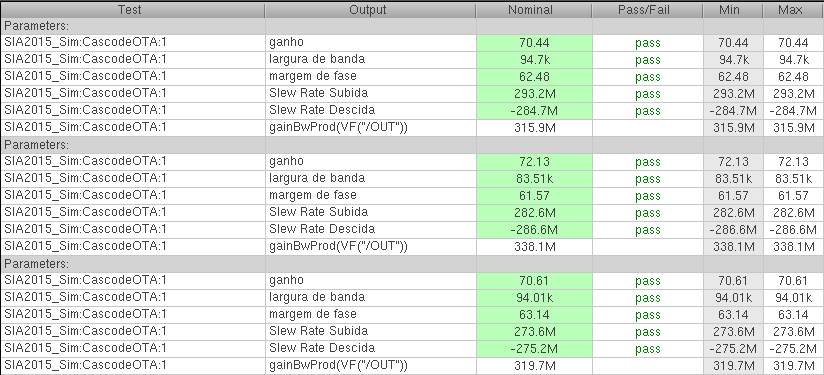 Test Output Nominal Pass/Fail Min Max
Parameters:
SIA2015_Sim:CascodeOTA:1 ganho 70.44 pass 70.44 70.44
SIA2015_Sim:CascodeOTA:1 largura de banda 94.7k pass 94.7k 94.7k
SIA2015_Sim:CascodeOTA:1 margem de fase 62.48 pass 62.48 62.48
SIA2015_Sim:CascodeOTA:1 Slew Rate Subida 293.2M pass 293.2M 293.2M
SIA2015_Sim:CascodeOTA:1 Slew Rate Descida -284.7M pass -284.7M -284.7M
SIA2015_Sim:CascodeOTA:1 gainBwProd(VF("/OUT")) 315.9M 315.9M 315.9M
Parameters:
SIA2015_Sim:CascodeOTA:1 ganho 72.13 pass 72.13 72.13
SIA2015_Sim:CascodeOTA:1 largura de banda 83.51k pass 83.51k 83.51k
SIA2015_Sim:CascodeOTA:1 margem de fase 61.57 pass 61.57 61.57
SIA2015_Sim:CascodeOTA:1 Slew Rate Subida 282.6M pass 282.6M 282.6M
SIA2015_Sim:CascodeOTA:1 Slew Rate Descida -286.6M pass -286.6M -286.6M
SIA2015_Sim:CascodeOTA:1 gainBwProd(VF("/OUT")) 338.1M 338.1M 338.1M
Parameters:
SIA2015_Sim:CascodeOTA:1 ganho 70.61 pass 70.61 70.61
SIA2015_Sim:CascodeOTA:1 largura de banda 94.01k pass 94.01k 94.01k
SIA2015_Sim:CascodeOTA:1 margem de fase 63.14 pass 63.14 63.14
SIA2015_Sim:CascodeOTA:1 Slew Rate Subida 273.6M pass 273.6M 273.6M
SIA2015_Sim:CascodeOTA:1 Slew Rate Descida -275.2M pass -275.2M -275.2M
SIA2015_Sim:CascodeOTA:1 gainBwProd(VF("/OUT")) 319.7M 319.7M 319.7M